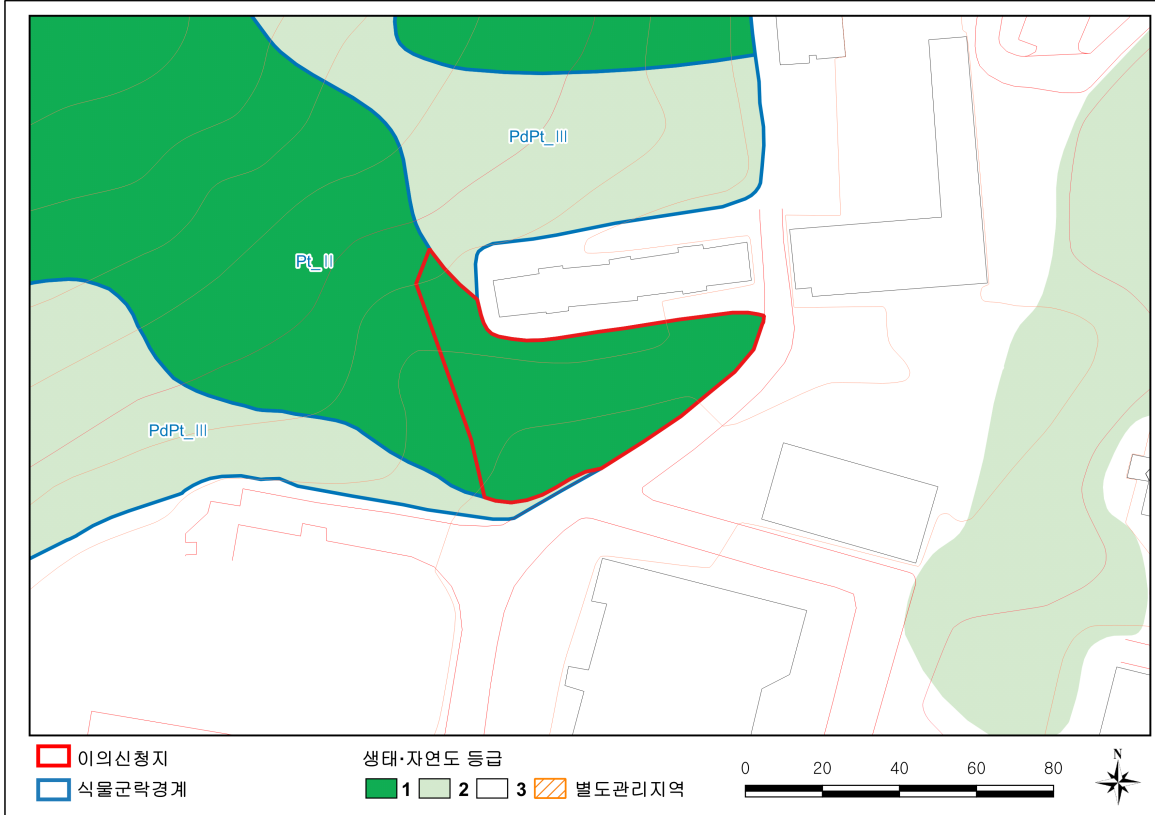 PdPt_Ⅲ
Pt_Ⅱ
PdPt_Ⅲ
이의신청지
식물군락경계
생태·자연도 등급
1 2 3 별도관리지역
0 20 40 60 80
N